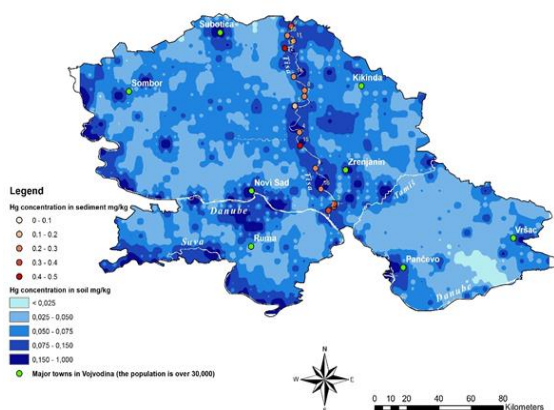 Subotica
Tisa
Kikinda
Sombor
Zrenjanin
Novi Sad
Tisa
Tamiš
Danube
Sava
Ruma
Vršac
Pančevo
Danube
Legend
Hg concentration in sediment mg/kg
0 - 0.1
0.1 - 0.2
0.2 - 0.3
0.3 - 0.4
0.4 - 0.5
Hg concentration in soil mg/kg
< 0,025
0,025 - 0,050
0,050 - 0,075
0,075 - 0,150
0,150 - 1,000
Major towns in Vojvodina (the population is over 30,000)
N
W E
S
0 10 20 40 60 80
Kilometers